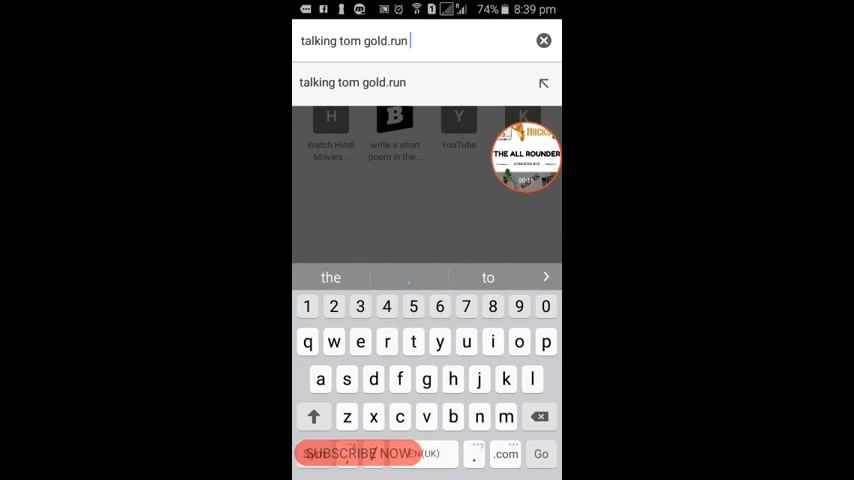 74% 8:39 pm
talking tom gold.run
talking tom gold.run
H B Y K
Watch Hindi Movies...
write a short poem in the...
YouTube
HACKS
THE ALL ROUNDER
the , to
1 2 3 4 5 6 7 8 9 0
q w e r t y u i o p
a s d f g h j k l
z x c v b n m
SUBSCRIBE NOW EN(UK) . .com Go